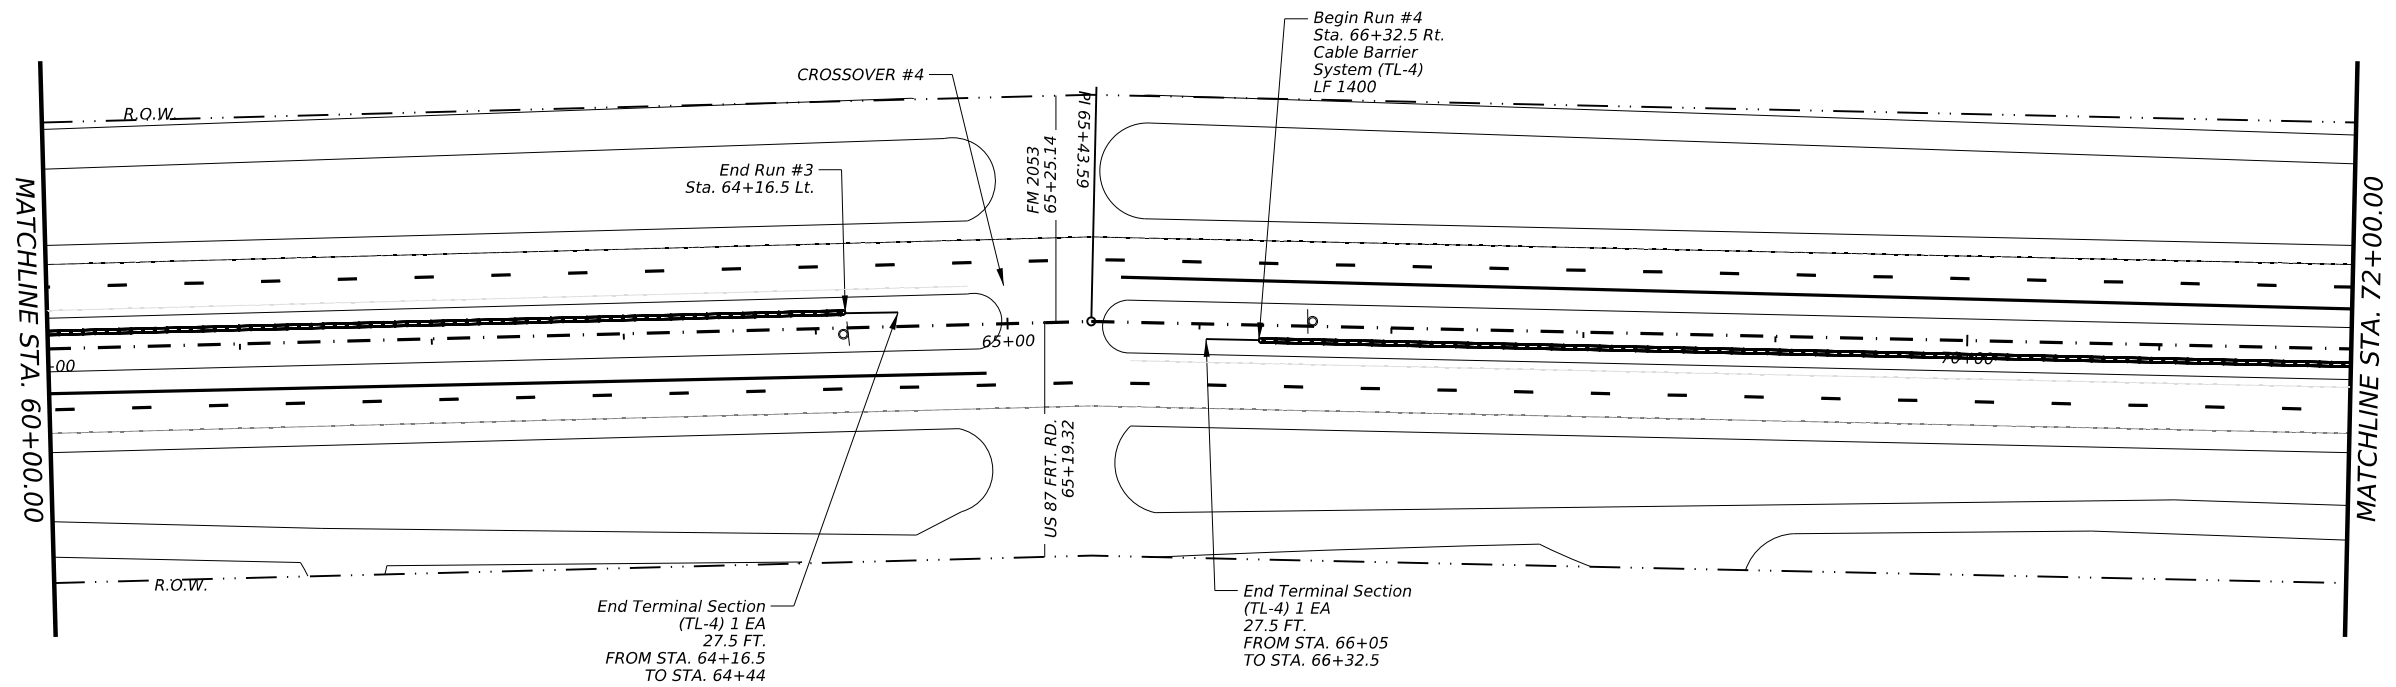 Begin Run #4
Sta. 66+32.5 Rt.
Cable Barrier
System (TL-4)
LF 1400
CROSSOVER #4
R.O.W.
End Run #3
Sta. 64+16.5 Lt.
FM 2053
65+25.14
PI 65+43.59
MATCHLINE STA. 60+00.00
MATCHLINE STA. 72+00.00
-00
65+00
70+00
US 87 FRT. RD.
65+19.32
R.O.W.
End Terminal Section
(TL-4) 1 EA
27.5 FT.
FROM STA. 64+16.5
TO STA. 64+44
End Terminal Section
(TL-4) 1 EA
27.5 FT.
FROM STA. 66+05
TO STA. 66+32.5